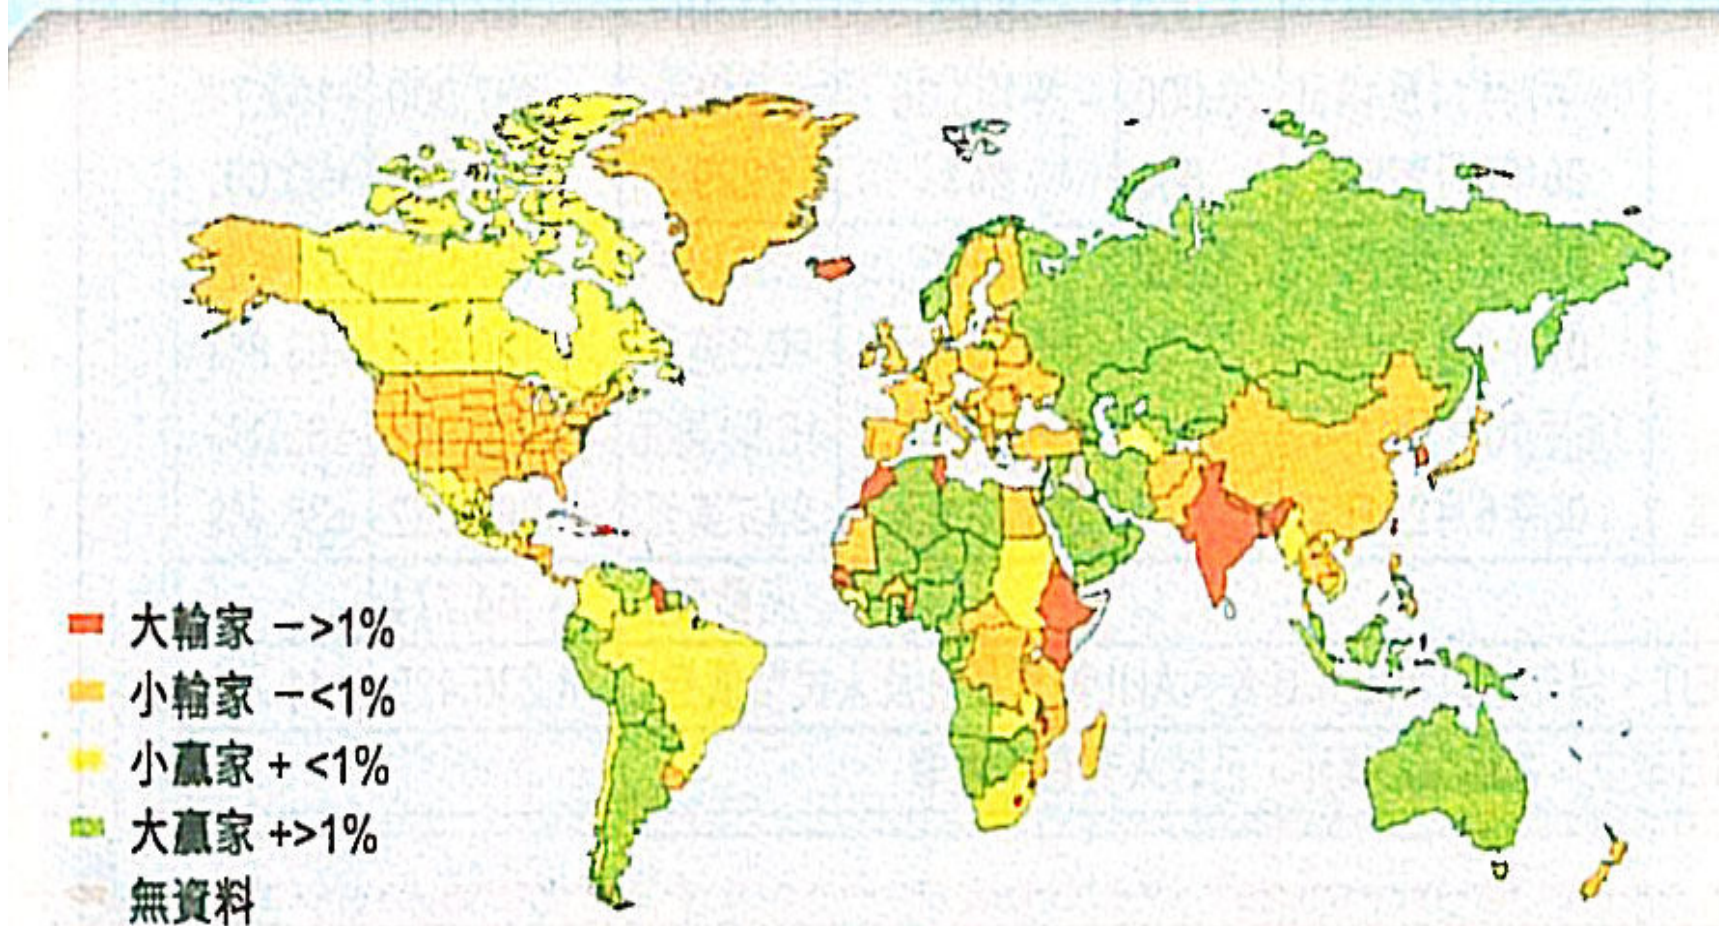 大輸家 －>1%
小輸家 －<1%
小贏家 + <1%
大贏家 +>1%
無資料